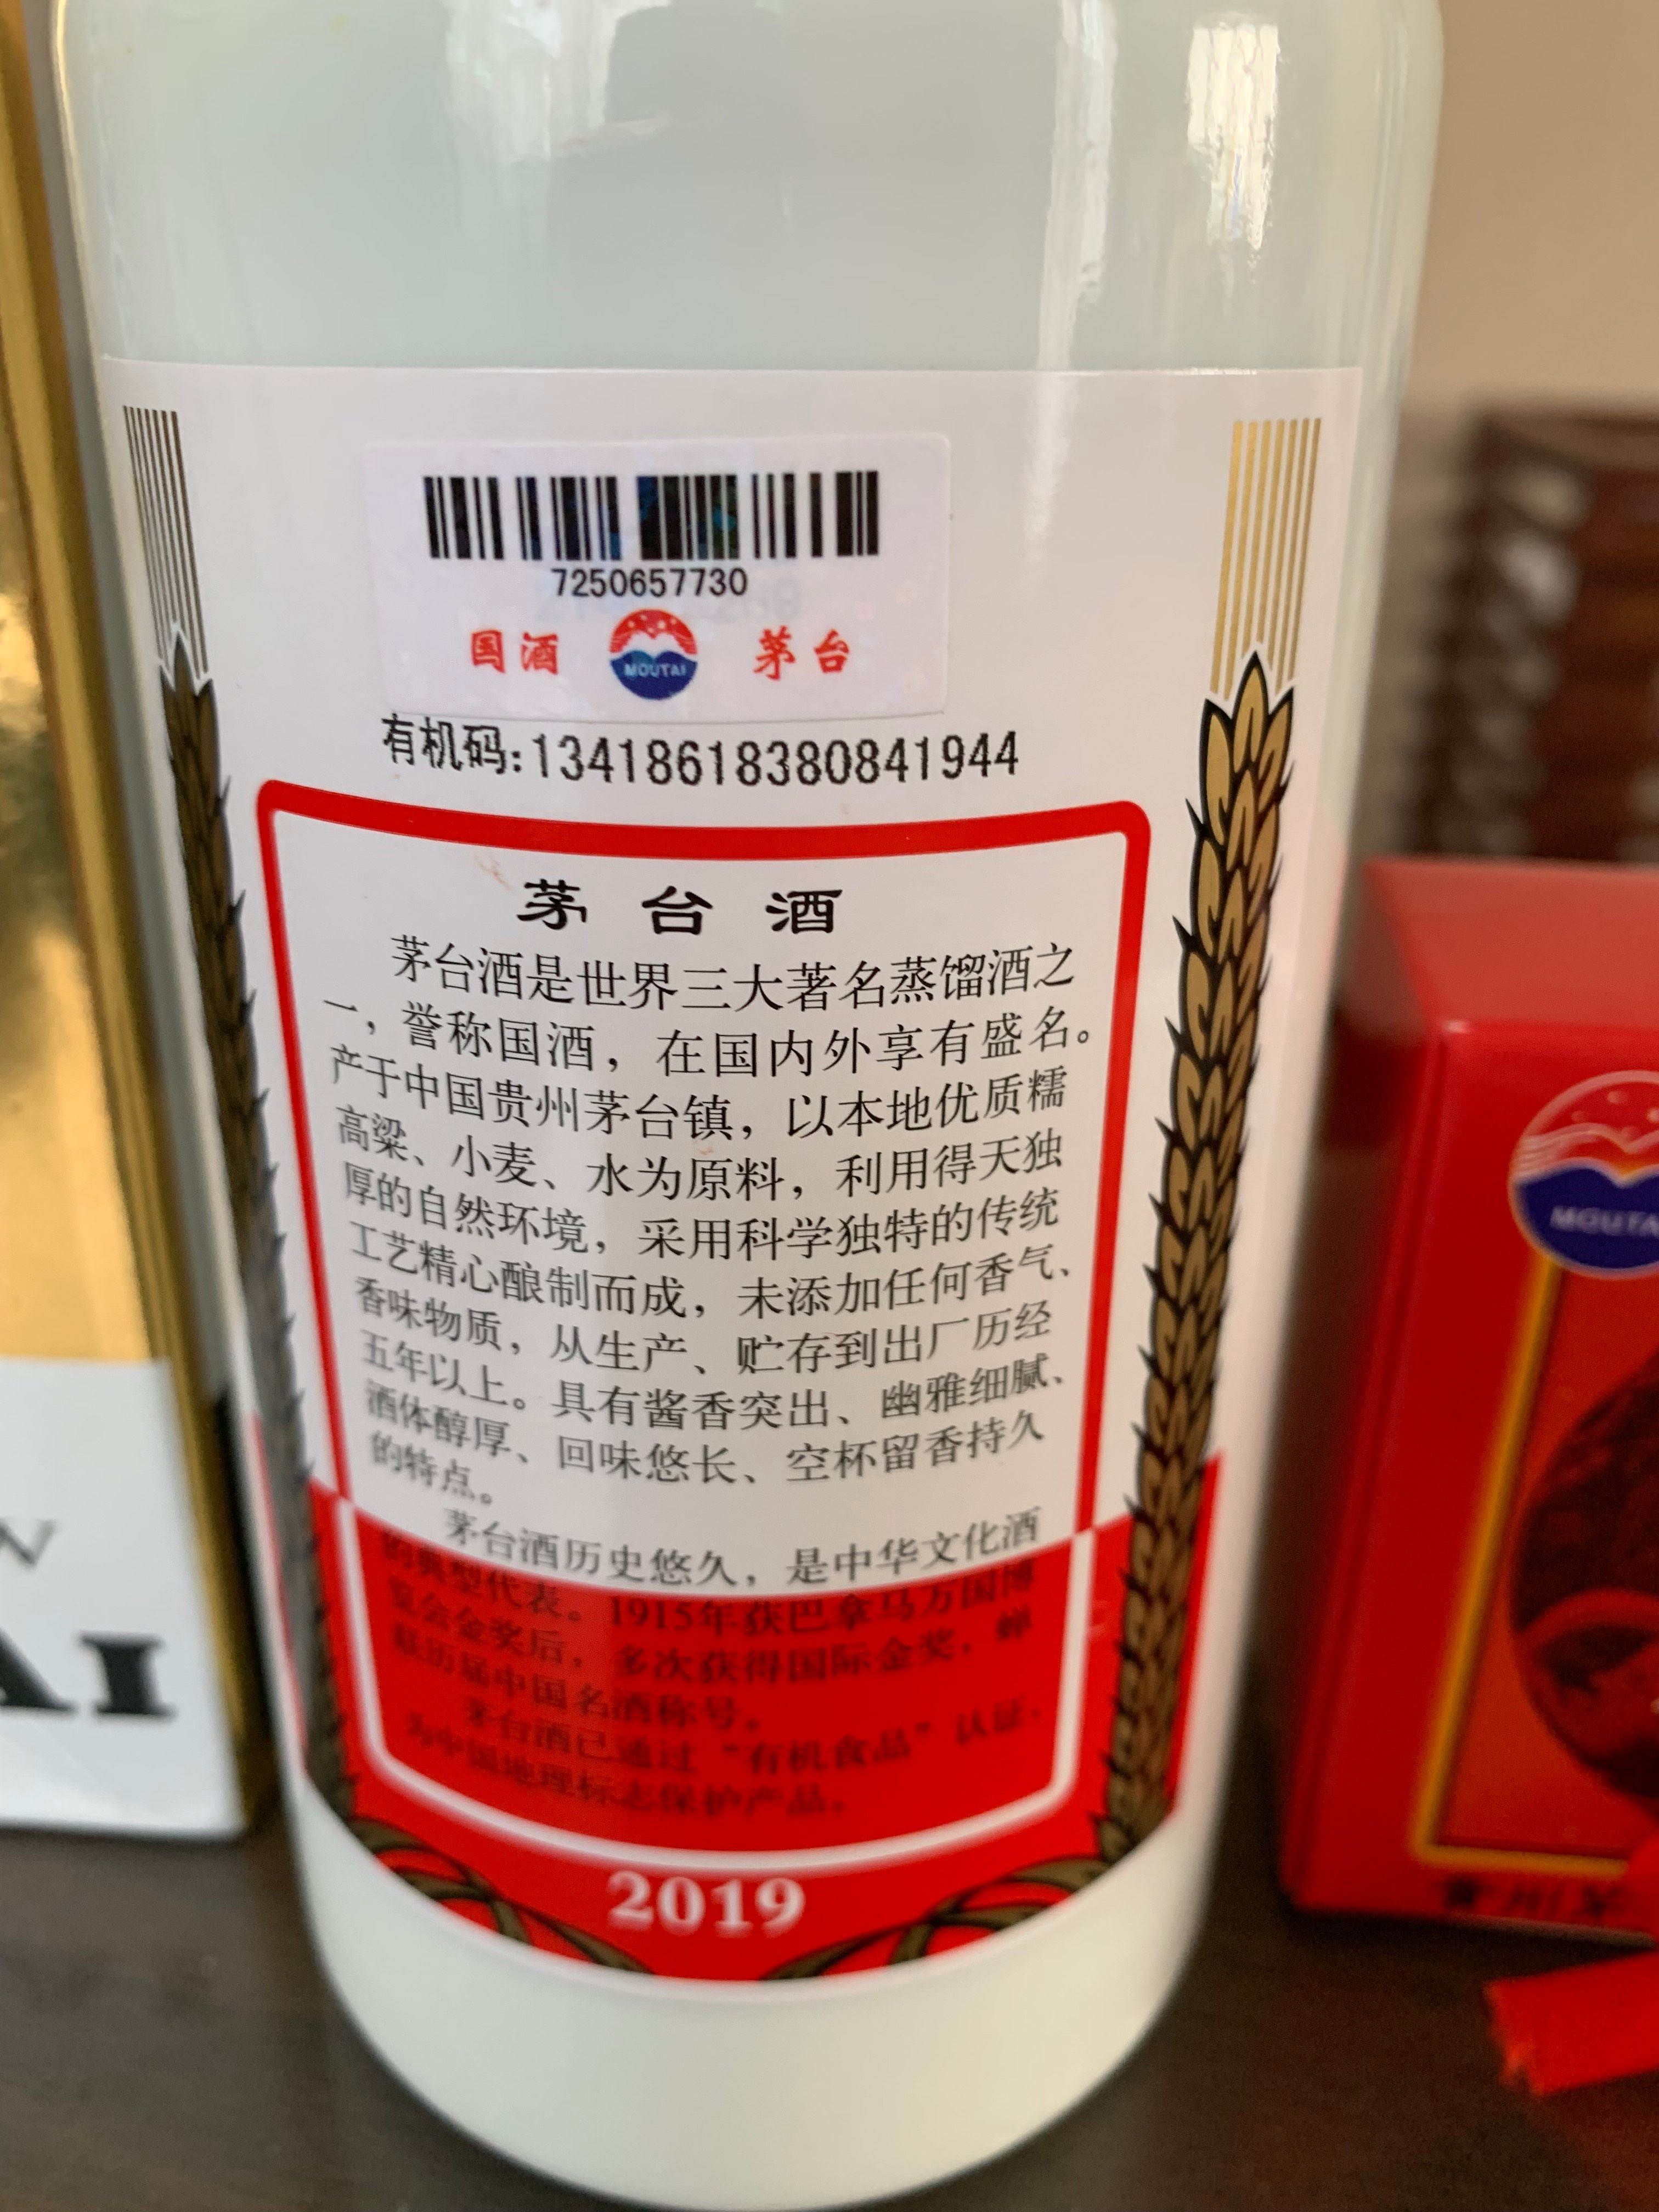 7250657730
国酒 MOUTAI 茅台
有机码:13418618380841944
茅台酒
茅台酒是世界三大著名蒸馏酒之
一，誉称国酒，在国内外享有盛名。
产于中国贵州茅台镇，以本地优质糯
高粱、小麦、水为原料，利用得天独
厚的自然环境，采用科学独特的传统
工艺精心酿制而成，未添加任何香气、
香味物质，从生产、贮存到出厂历经
五年以上。具有酱香突出、幽雅细腻、
酒体醇厚、回味悠长、空杯留香持久
的特点。
茅台酒历史悠久，是中华文化酒
的典型代表。1915年获巴拿马万国博
览会金奖后，多次获得国际金奖，蝉
联历届中国名酒称号。
茅台酒已通过“有机食品”认证，
为中国地理标志保护产品。
2019
AI
MOUTA
贵州茅